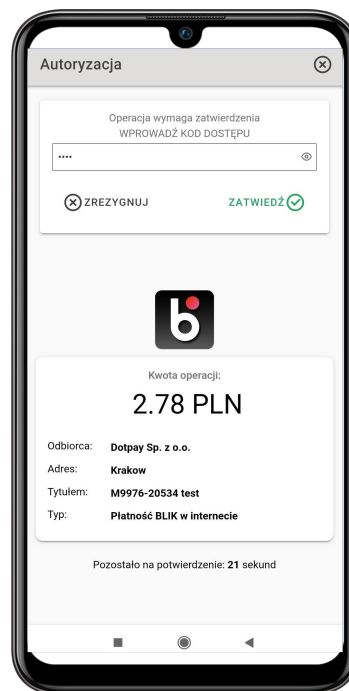 Autoryzacja
Operacja wymaga zatwierdzenia
WPROWADŹ KOD DOSTĘPU
••••
ZREZYGNUJ
ZATWIEDŹ
b
Kwota operacji:
2.78 PLN
Odbiorca: Dotpay Sp. z o.o.
Adres: Krakow
Tytułem: M9976-20534 test
Typ: Płatność BLIK w internecie
Pozostało na potwierdzenie: 21 sekund